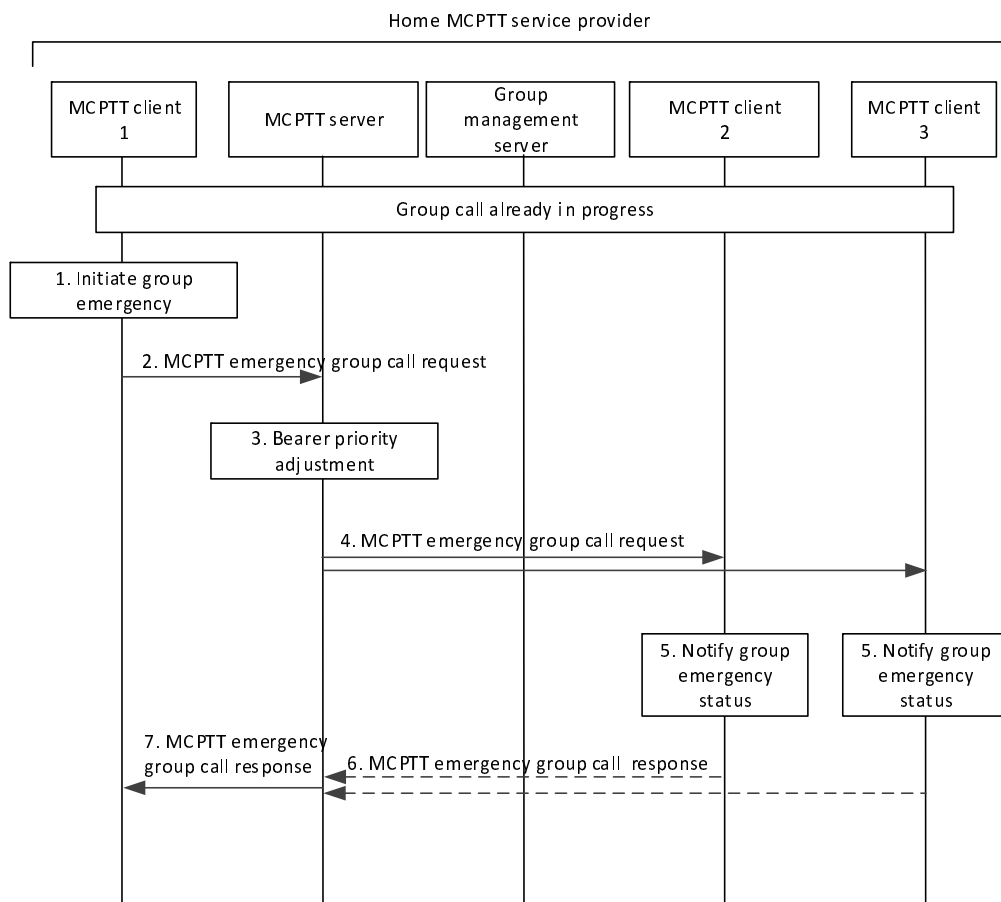 Home MCPTT service provider
MCPTT client
1
MCPTT server
Group
management
server
MCPTT client
2
MCPTT client
3
Group call already in progress
1. Initiate group
emergency
2. MCPTT emergency group call request
3. Bearer priority
adjustment
4. MCPTT emergency group call request
5. Notify group
emergency
status
5. Notify group
emergency
status
7. MCPTT emergency
group call response
6. MCPTT emergency group call response